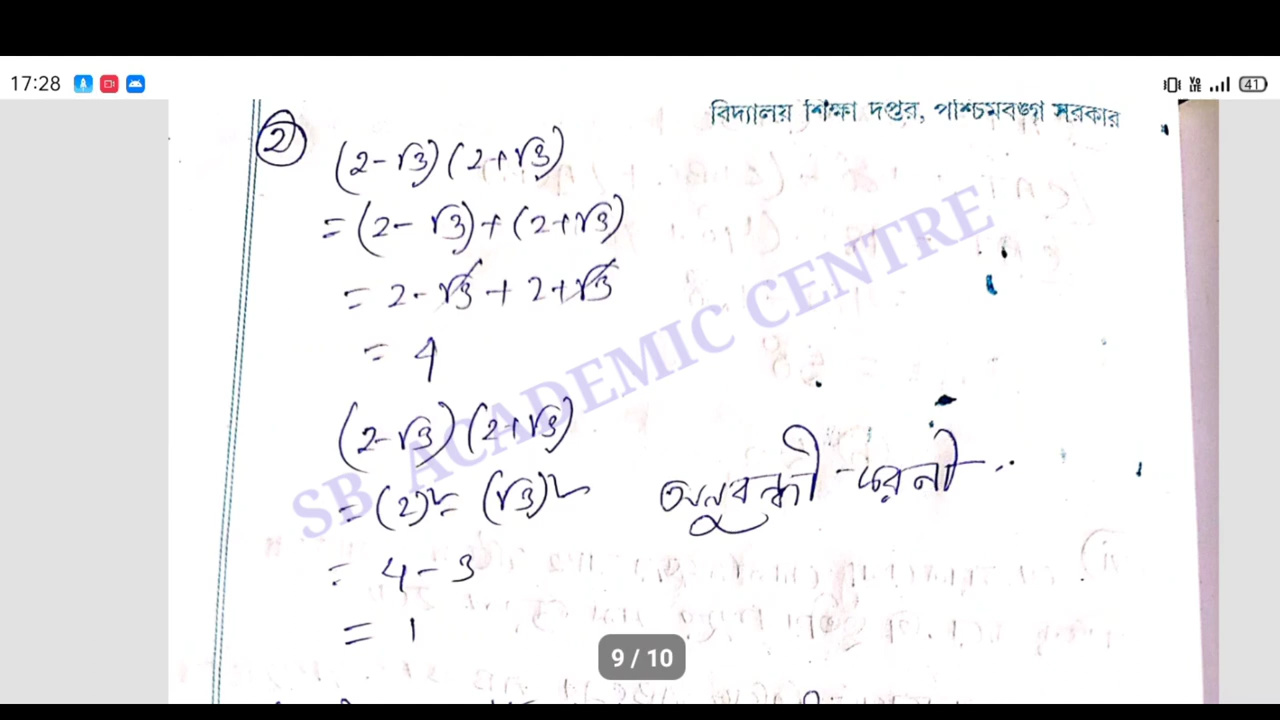 17:28
VoLTE 41
বিদ্যালয় শিক্ষা দপ্তর, পশ্চিমবঙ্গ সরকার
2) (2-√3)(2+√3)
= (2-√3)+(2+√3)
= 2-√3+2+√3
= 4
(2-√3)(2+√3)
= (2)² - (√3)²
= 4-3
= 1
অনুবন্ধী
SB ACADEMIC CENTRE
9 / 10